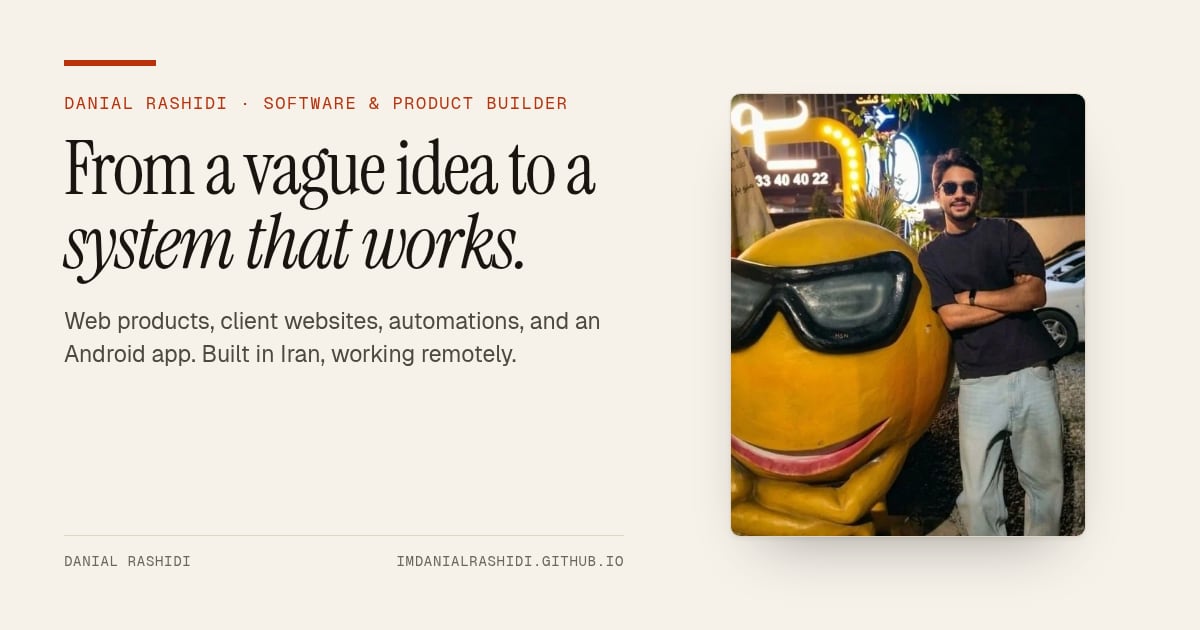 DANIAL RASHIDI · SOFTWARE & PRODUCT BUILDER
From a vague idea to a
system that works.
Web products, client websites, automations, and an
Android app. Built in Iran, working remotely.
33 40 40 22
DANIAL RASHIDI
IMDANIALRASHIDI.GITHUB.IO